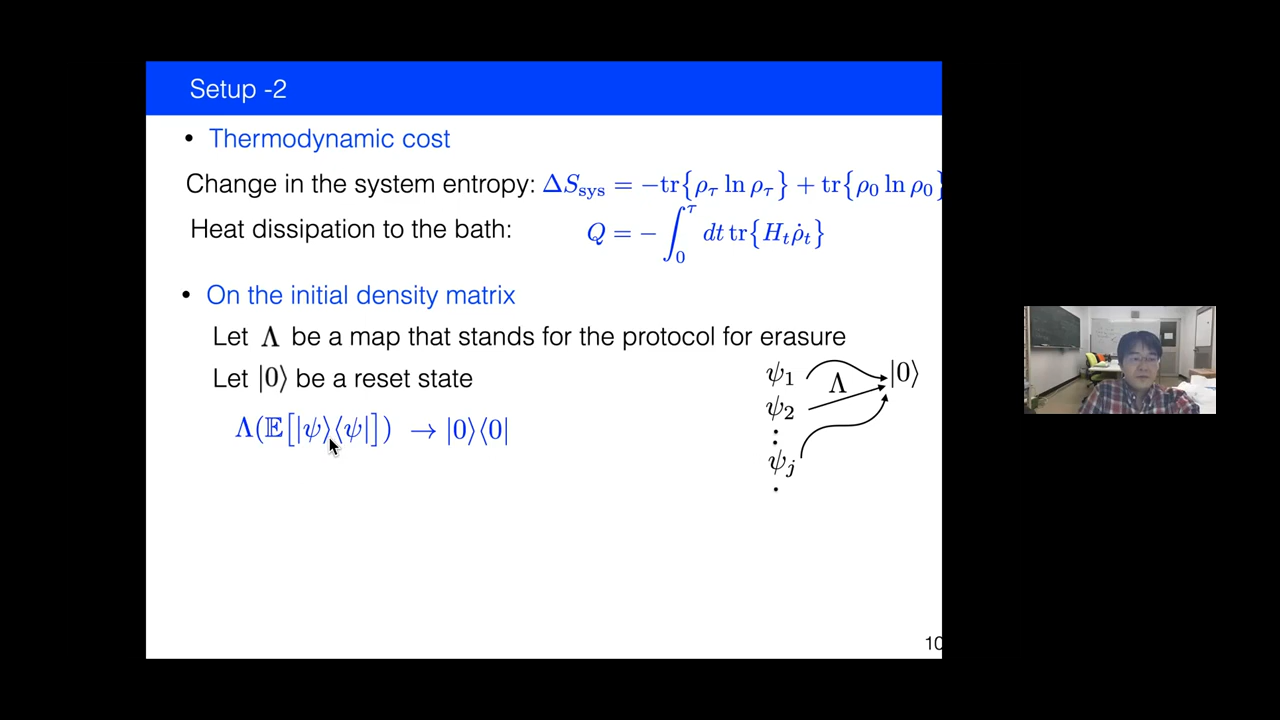 Setup -2
• Thermodynamic cost
Change in the system entropy: ΔS_sys = −tr{ρ_τ ln ρ_τ} + tr{ρ_0 ln ρ_0}
Heat dissipation to the bath: Q = −∫_0^τ dt tr{H_t ρ̇_t}
• On the initial density matrix
Let Λ be a map that stands for the protocol for erasure
Let |0⟩ be a reset state
Λ(𝔼[|ψ⟩⟨ψ|]) → |0⟩⟨0|
ψ_1 Λ |0⟩
ψ_2
⋮
ψ_j
.
10